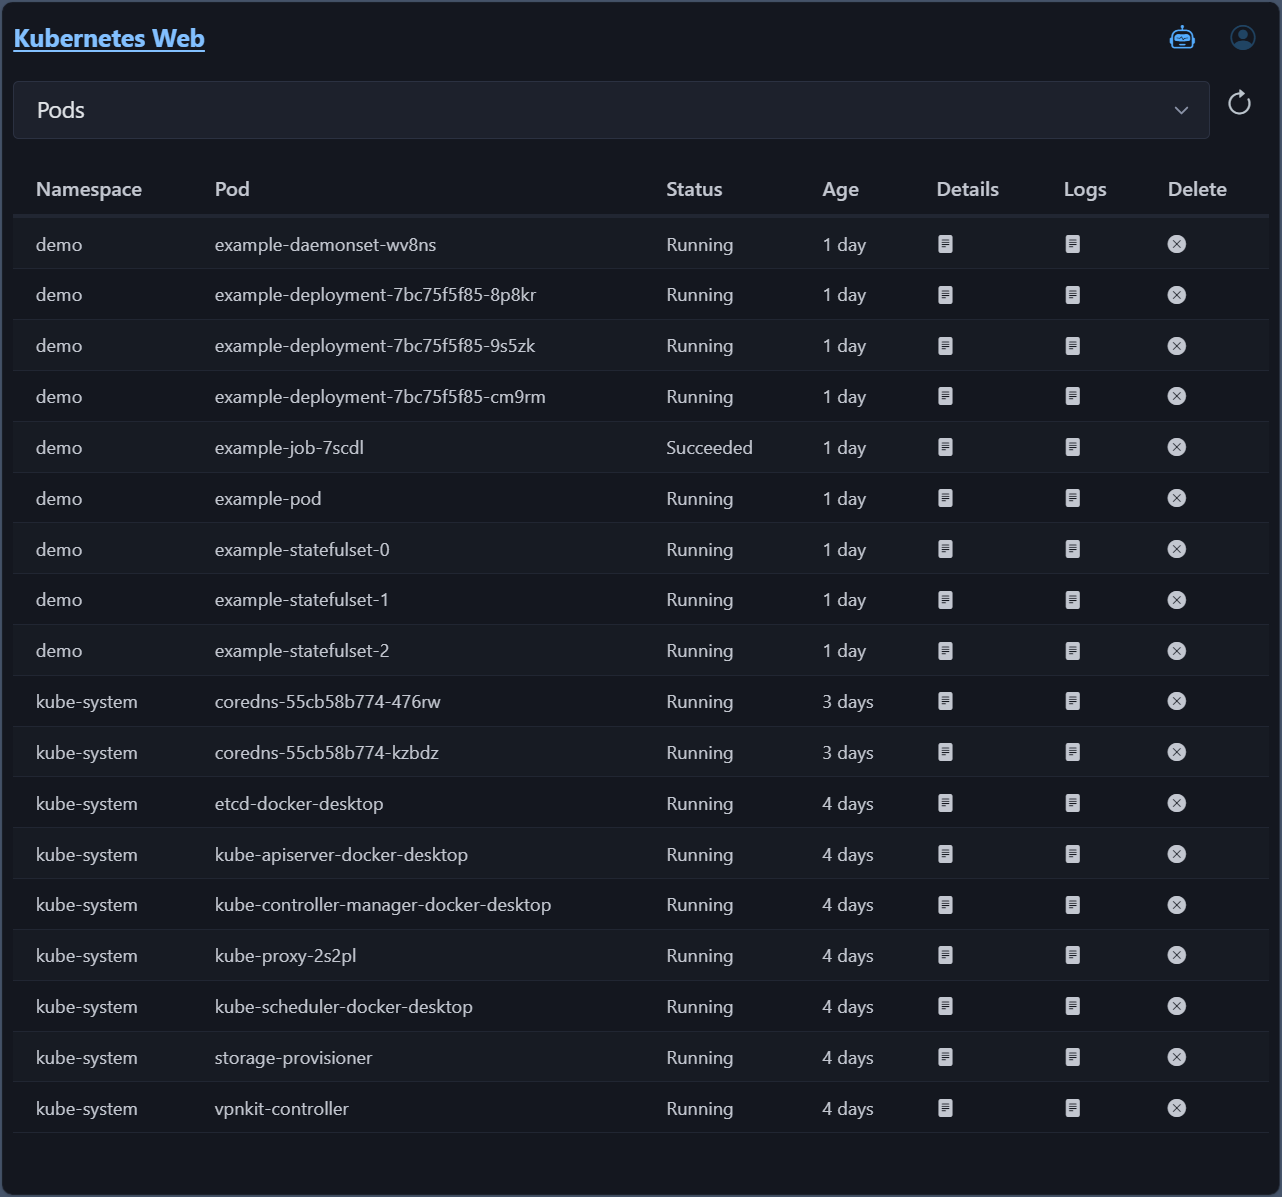 Kubernetes Web
Pods
Namespace Pod Status Age Details Logs Delete
demo example-daemonset-wv8ns Running 1 day
demo example-deployment-7bc75f5f85-8p8kr Running 1 day
demo example-deployment-7bc75f5f85-9s5zk Running 1 day
demo example-deployment-7bc75f5f85-cm9rm Running 1 day
demo example-job-7scdl Succeeded 1 day
demo example-pod Running 1 day
demo example-statefulset-0 Running 1 day
demo example-statefulset-1 Running 1 day
demo example-statefulset-2 Running 1 day
kube-system coredns-55cb58b774-476rw Running 3 days
kube-system coredns-55cb58b774-kzbdz Running 3 days
kube-system etcd-docker-desktop Running 4 days
kube-system kube-apiserver-docker-desktop Running 4 days
kube-system kube-controller-manager-docker-desktop Running 4 days
kube-system kube-proxy-2s2pl Running 4 days
kube-system kube-scheduler-docker-desktop Running 4 days
kube-system storage-provisioner Running 4 days
kube-system vpnkit-controller Running 4 days